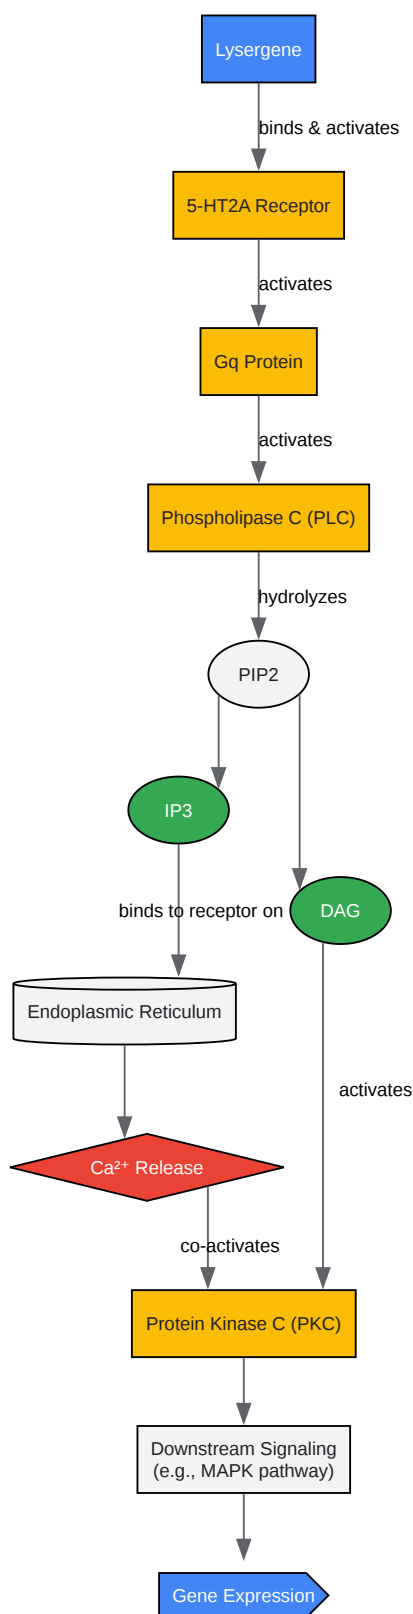 Lysergene
binds & activates
5-HT2A Receptor
activates
Gq Protein
activates
Phospholipase C (PLC)
hydrolyzes
PIP2
IP3
binds to receptor on
DAG
Endoplasmic Reticulum
activates
Ca²⁺ Release
co-activates
Protein Kinase C (PKC)
Downstream Signaling
(e.g., MAPK pathway)
Gene Expression